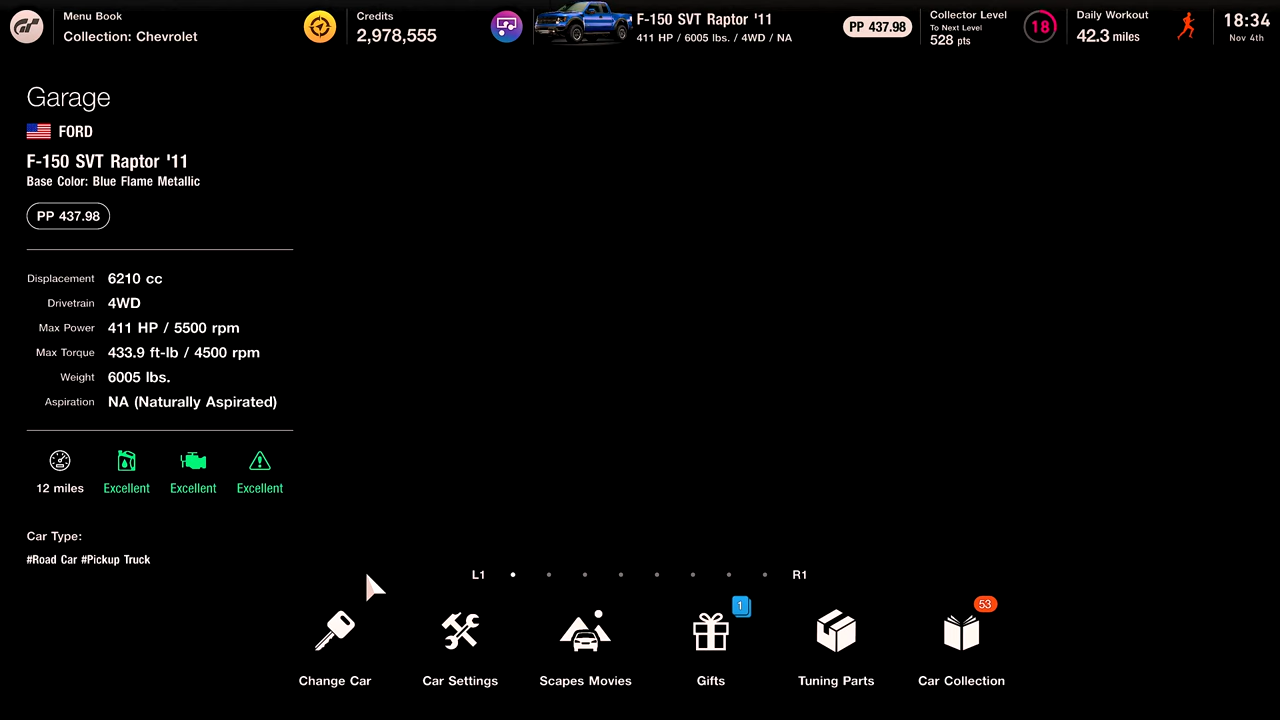 Menu Book
Collection: Chevrolet
Credits
2,978,555
F-150 SVT Raptor '11
411 HP / 6005 lbs. / 4WD / NA
PP 437.98
Collector Level
To Next Level
528 pts
18
Daily Workout
42.3 miles
18:34
Nov 4th
Garage
FORD
F-150 SVT Raptor '11
Base Color: Blue Flame Metallic
PP 437.98
Displacement 6210 cc
Drivetrain 4WD
Max Power 411 HP / 5500 rpm
Max Torque 433.9 ft-lb / 4500 rpm
Weight 6005 lbs.
Aspiration NA (Naturally Aspirated)
12 miles Excellent Excellent Excellent
Car Type:
#Road Car #Pickup Truck
L1 R1
1
53
Change Car Car Settings Scapes Movies Gifts Tuning Parts Car Collection